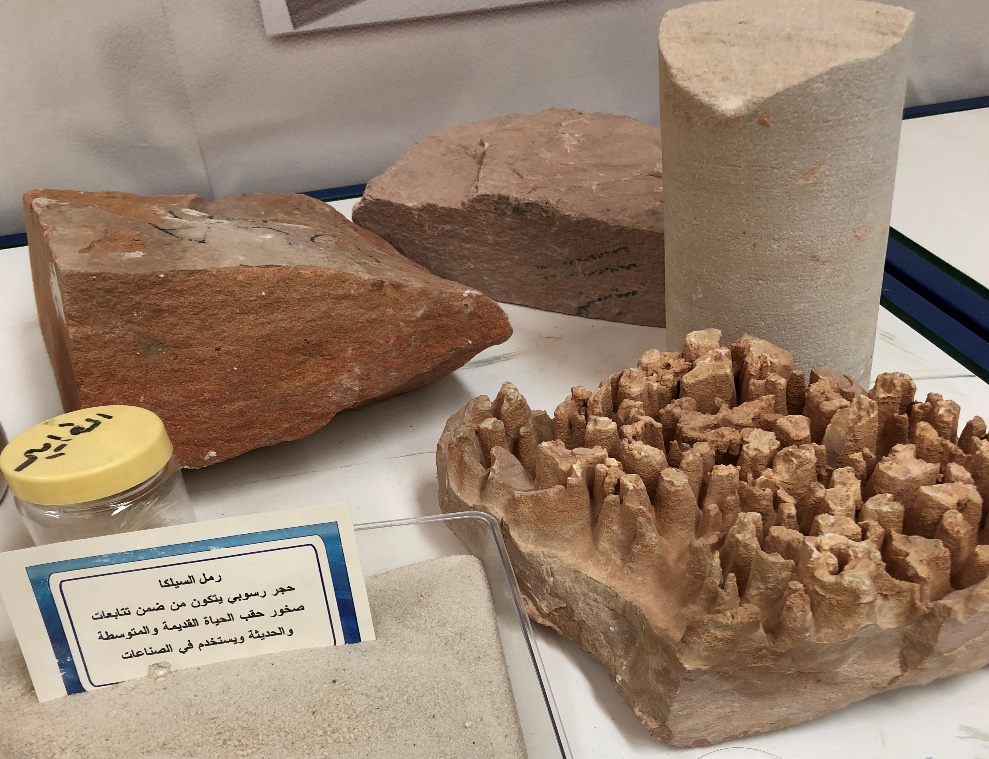 رمل السيلكا
حجر رسوبي يتكون من ضمن تتابعات
صخور حقب الحياة القديمة والمتوسطة
والحديثة ويستخدم في الصناعات